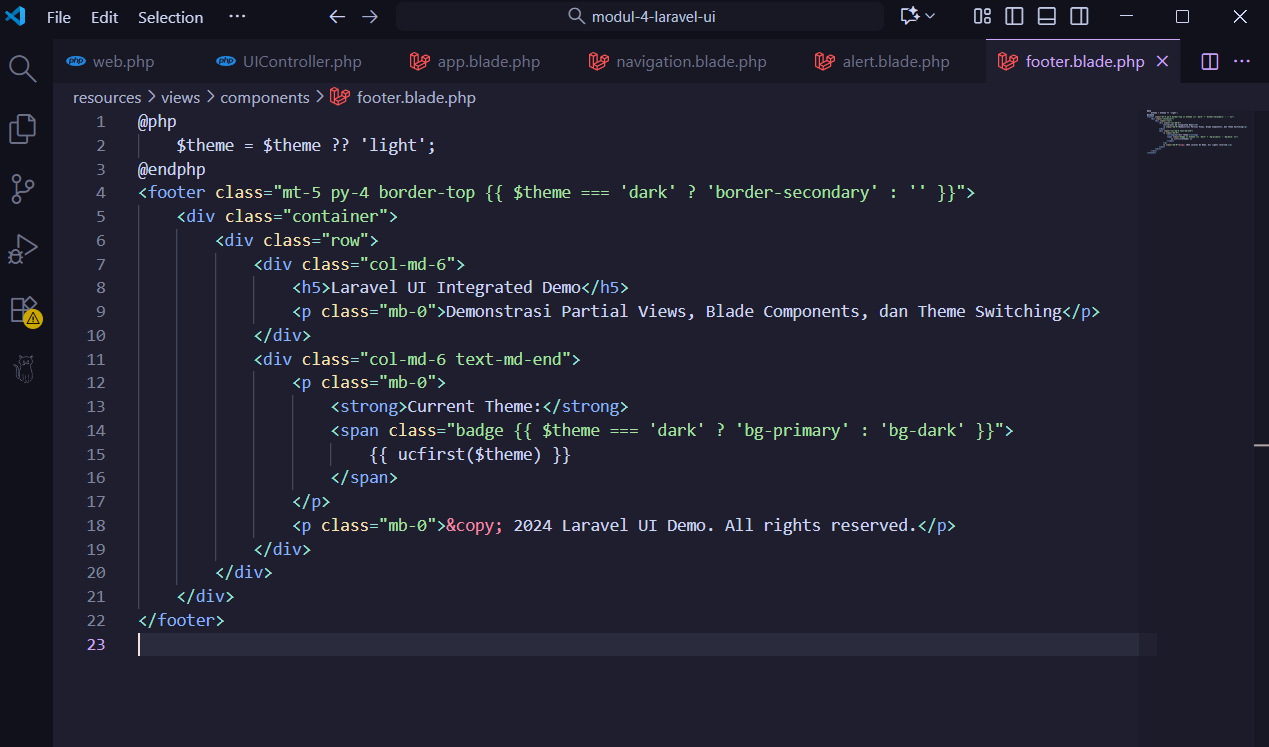 File Edit Selection ··· modul-4-laravel-ui
php web.php php UIController.php app.blade.php navigation.blade.php alert.blade.php footer.blade.php
resources > views > components > footer.blade.php
1 @php
2     $theme = $theme ?? 'light';
3 @endphp
4 <footer class="mt-5 py-4 border-top {{ $theme === 'dark' ? 'border-secondary' : '' }}">
5     <div class="container">
6         <div class="row">
7             <div class="col-md-6">
8                 <h5>Laravel UI Integrated Demo</h5>
9                 <p class="mb-0">Demonstrasi Partial Views, Blade Components, dan Theme Switching</p>
10             </div>
11             <div class="col-md-6 text-md-end">
12                 <p class="mb-0">
13                     <strong>Current Theme:</strong>
14                     <span class="badge {{ $theme === 'dark' ? 'bg-primary' : 'bg-dark' }}">
15                         {{ ucfirst($theme) }}
16                     </span>
17                 </p>
18                 <p class="mb-0">&copy; 2024 Laravel UI Demo. All rights reserved.</p>
19             </div>
20         </div>
21     </div>
22 </footer>
23